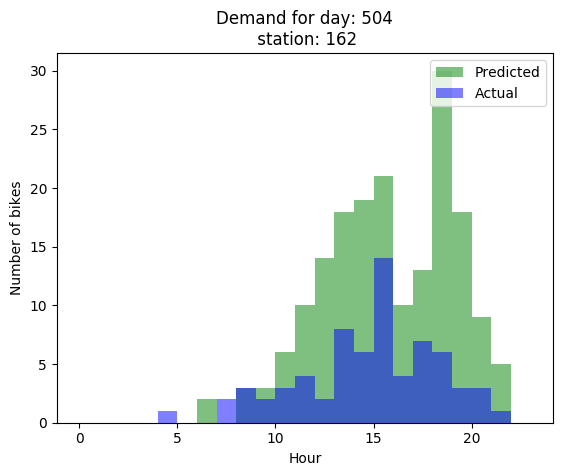 Demand for day: 504
station: 162
Predicted
Actual
Number of bikes
30
25
20
15
10
5
0
0 5 10 15 20
Hour